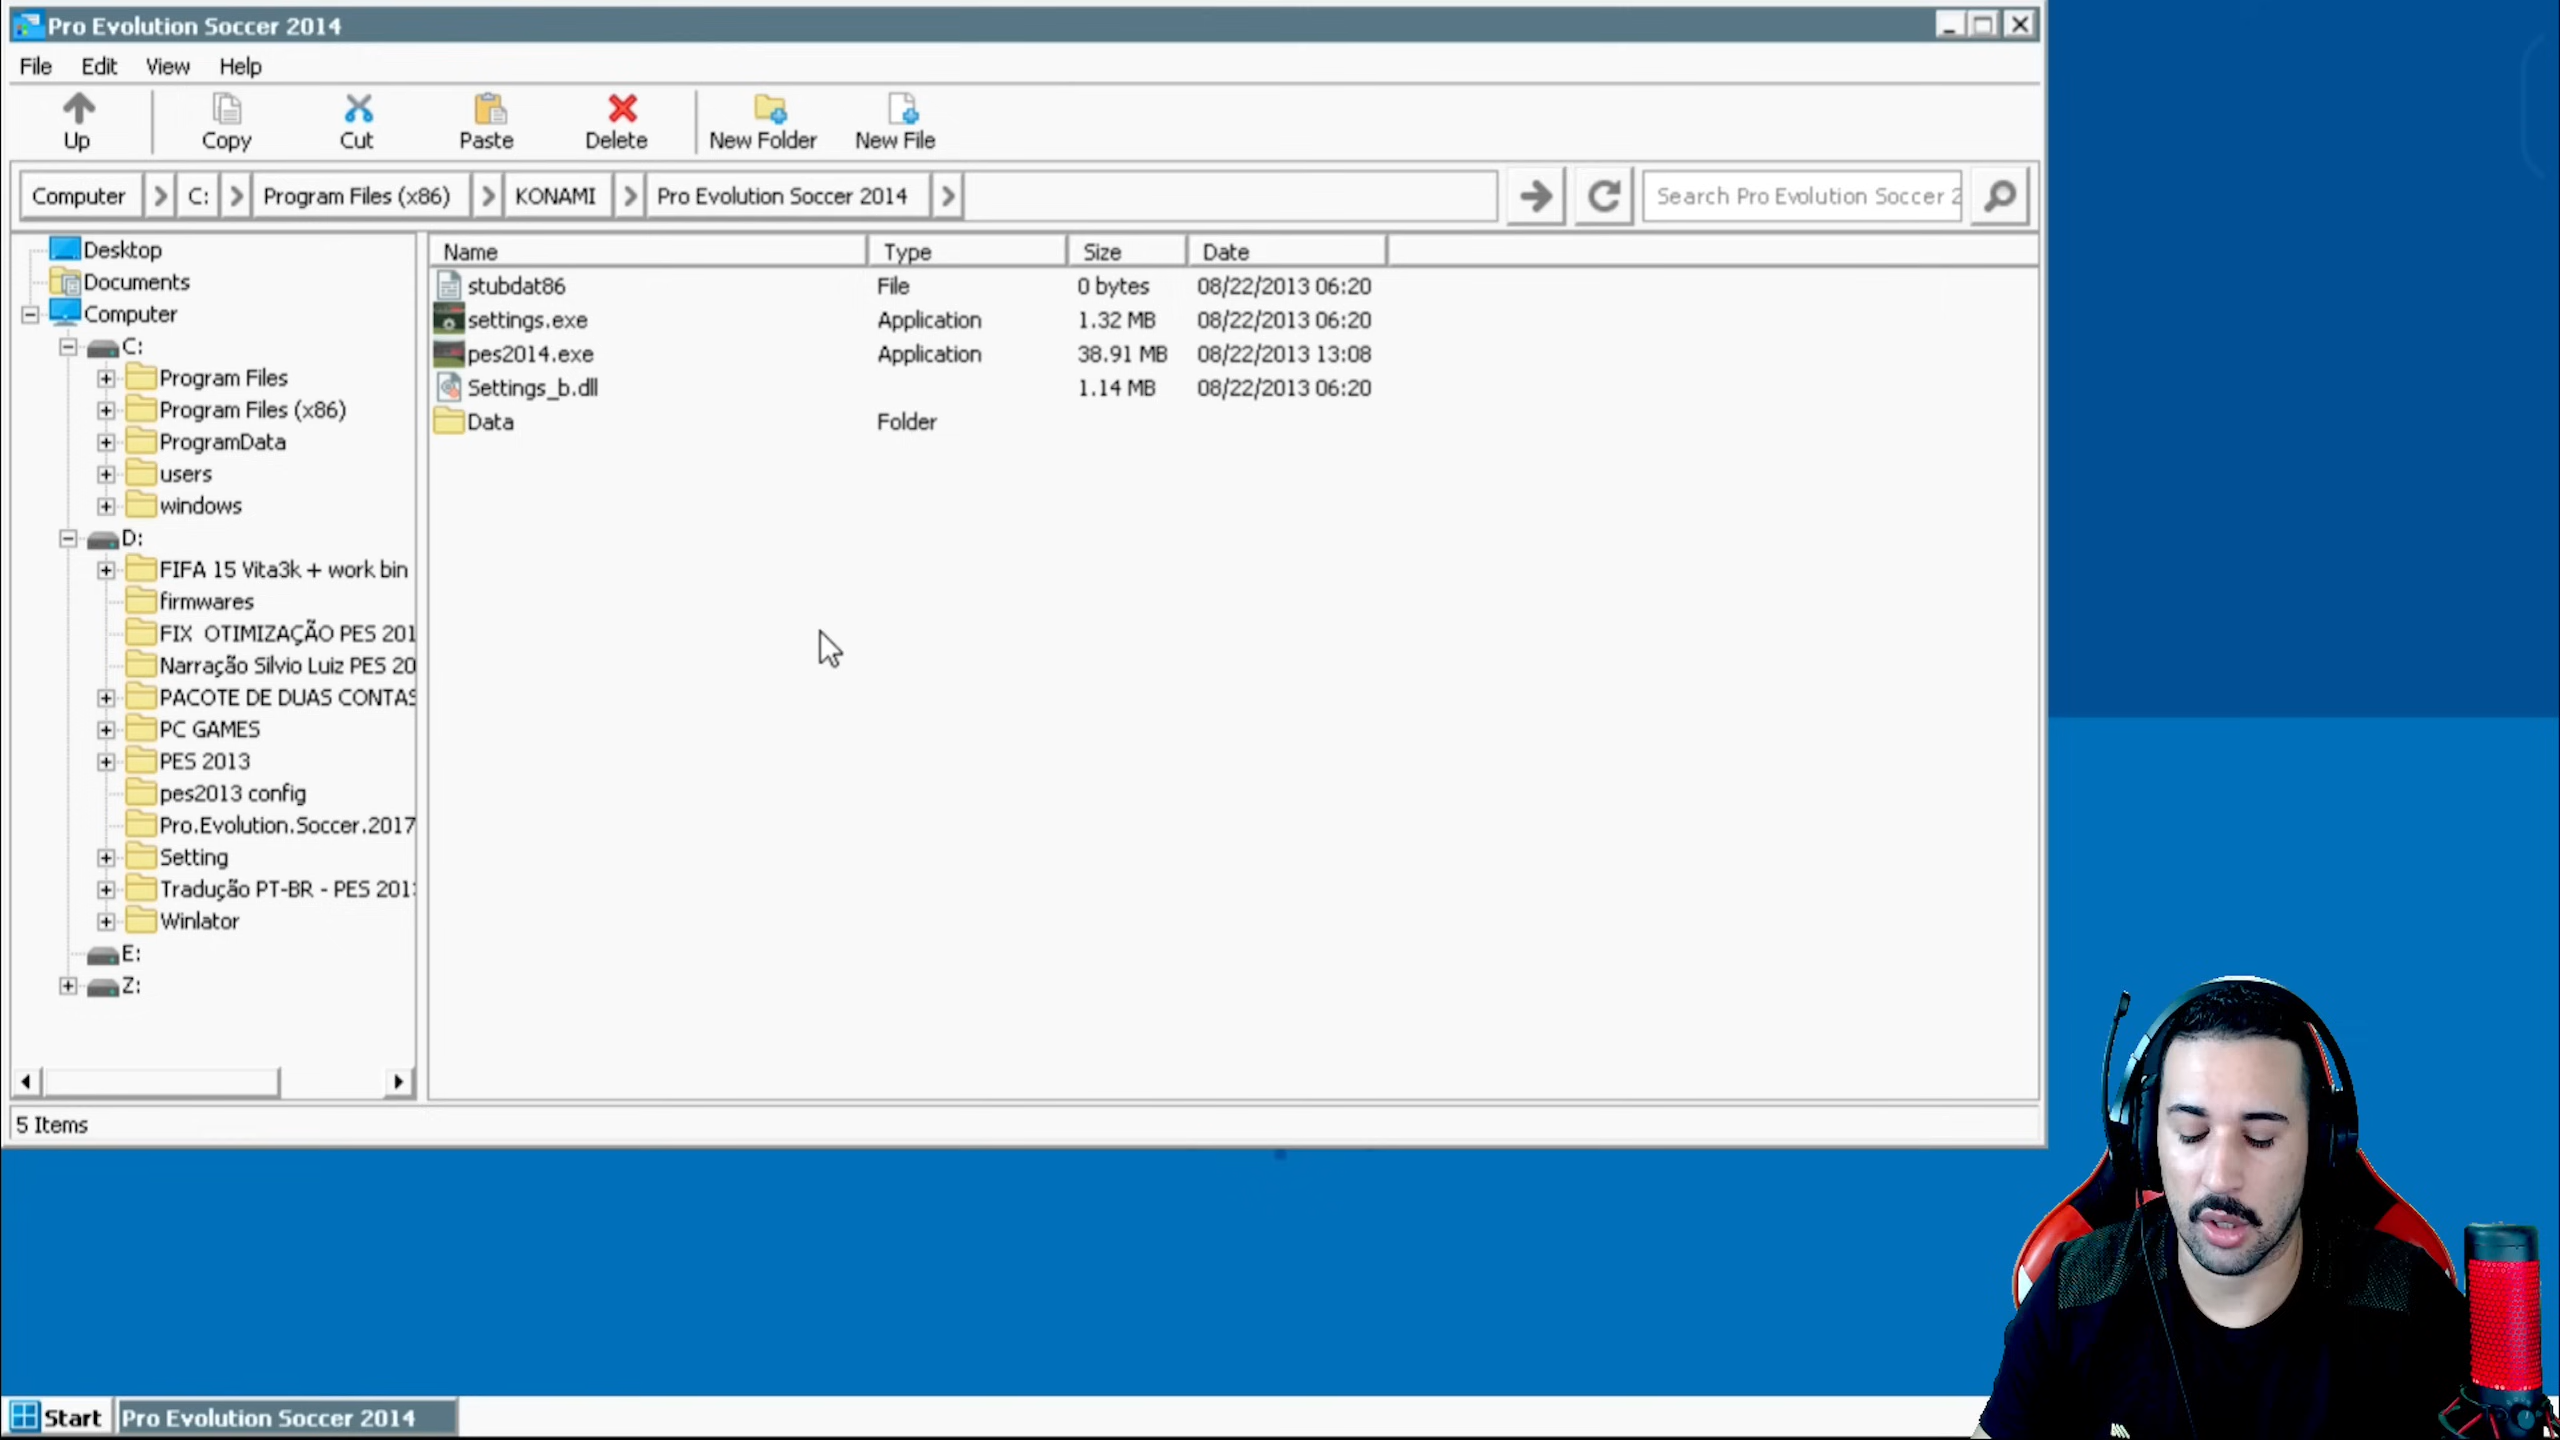 Pro Evolution Soccer 2014
File Edit View Help
Up Copy Cut Paste Delete New Folder New File
Computer C: Program Files (x86) KONAMI Pro Evolution Soccer 2014 Search Pro Evolution Soccer 2
Desktop
Documents
Computer
C:
Program Files
Program Files (x86)
ProgramData
users
windows
D:
FIFA 15 Vita3k + work bin
firmwares
FIX OTIMIZAÇÃO PES 201
Narração Silvio Luiz PES 20
PACOTE DE DUAS CONTAS
PC GAMES
PES 2013
pes2013 config
Pro.Evolution.Soccer.2017
Setting
Tradução PT-BR - PES 201
Winlator
E:
Z:
Name Type Size Date
stubdat86 File 0 bytes 08/22/2013 06:20
settings.exe Application 1.32 MB 08/22/2013 06:20
pes2014.exe Application 38.91 MB 08/22/2013 13:08
Settings_b.dll 1.14 MB 08/22/2013 06:20
Data Folder
5 Items
Start Pro Evolution Soccer 2014